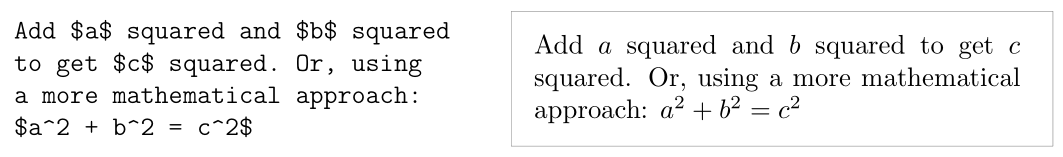 Add $a$ squared and $b$ squared
to get $c$ squared. Or, using
a more mathematical approach:
$a^2 + b^2 = c^2$
Add a squared and b squared to get c
squared. Or, using a more mathematical
approach: a² + b² = c²